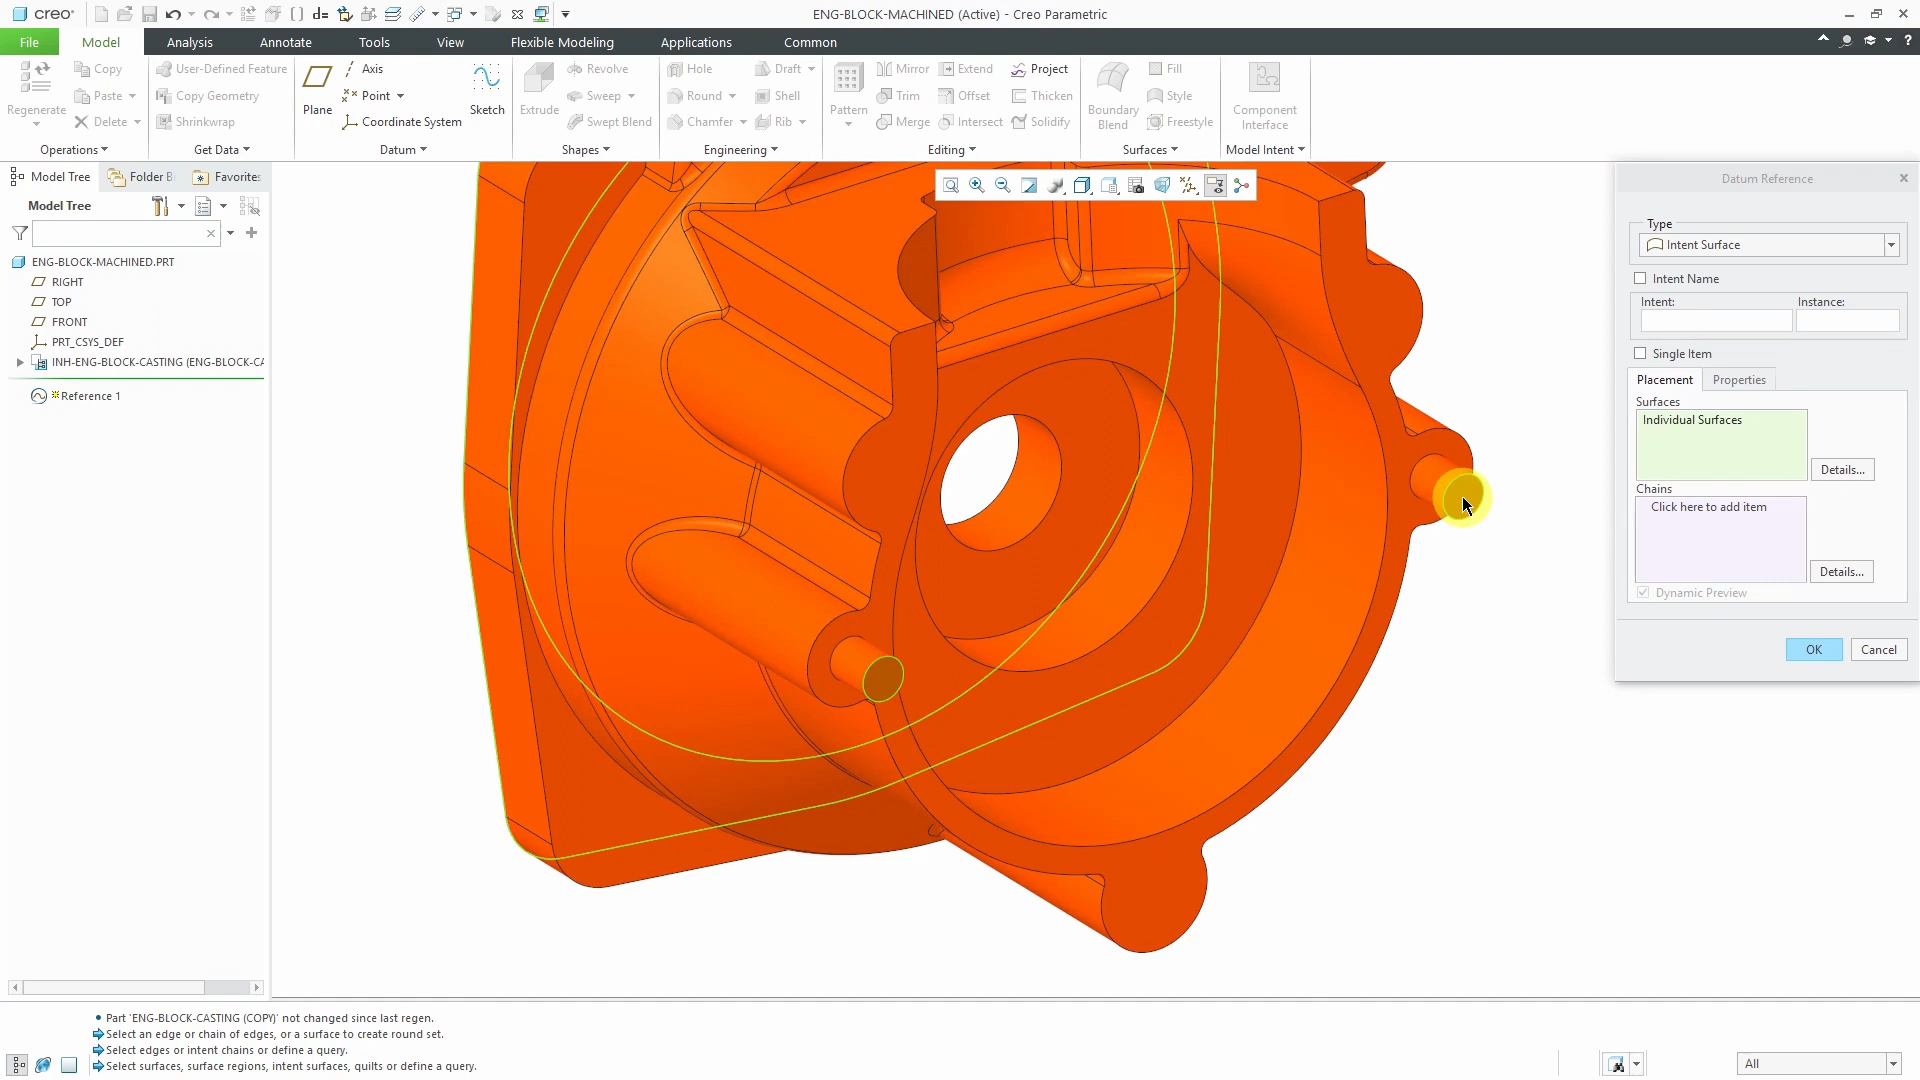 creo
ENG-BLOCK-MACHINED (Active) - Creo Parametric
File
Model
Analysis
Annotate
Tools
View
Flexible Modeling
Applications
Common
Regenerate
Copy
Paste
Delete
User-Defined Feature
Copy Geometry
Shrinkwrap
Plane
Axis
Point
Coordinate System
Sketch
Extrude
Revolve
Sweep
Swept Blend
Hole
Round
Chamfer
Draft
Shell
Rib
Pattern
Mirror
Trim
Merge
Extend
Offset
Intersect
Project
Thicken
Solidify
Boundary
Blend
Fill
Style
Freestyle
Component
Interface
Operations
Get Data
Datum
Shapes
Engineering
Editing
Surfaces
Model Intent
Model Tree
Folder B
Favorites
Model Tree
ENG-BLOCK-MACHINED.PRT
RIGHT
TOP
FRONT
PRT_CSYS_DEF
INH-ENG-BLOCK-CASTING (ENG-BLOCK-CA
Reference 1
Datum Reference
Type
Intent Surface
Intent Name
Intent:
Instance:
Single Item
Placement
Properties
Surfaces
Individual Surfaces
Details...
Chains
Click here to add item
Details...
Dynamic Preview
OK
Cancel
Part 'ENG-BLOCK-CASTING (COPY)' not changed since last regen.
Select an edge or chain of edges, or a surface to create round set.
Select edges or intent chains or define a query.
Select surfaces, surface regions, intent surfaces, quilts or define a query.
All